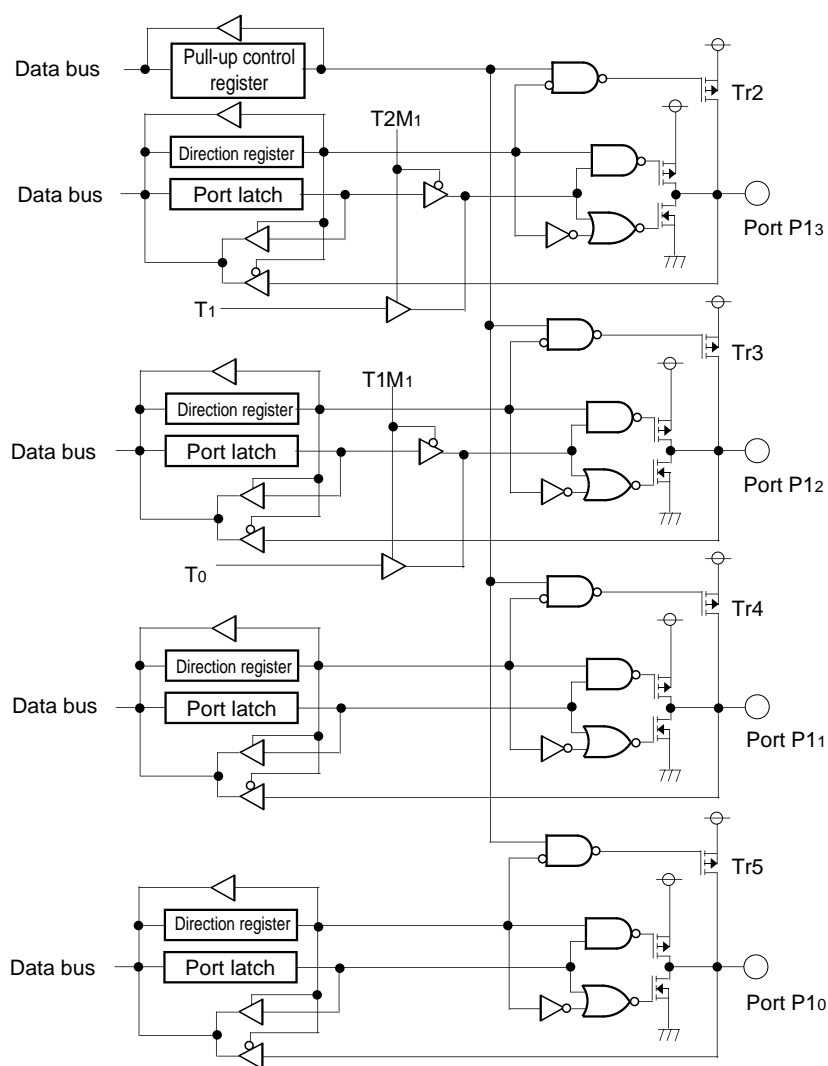 Data bus
Pull-up control
register
Tr2
T2M1
Direction register
Data bus
Port latch
Port P13
T1
Tr3
T1M1
Direction register
Data bus
Port latch
Port P12
T0
Tr4
Direction register
Data bus
Port latch
Port P11
Tr5
Direction register
Data bus
Port latch
Port P10